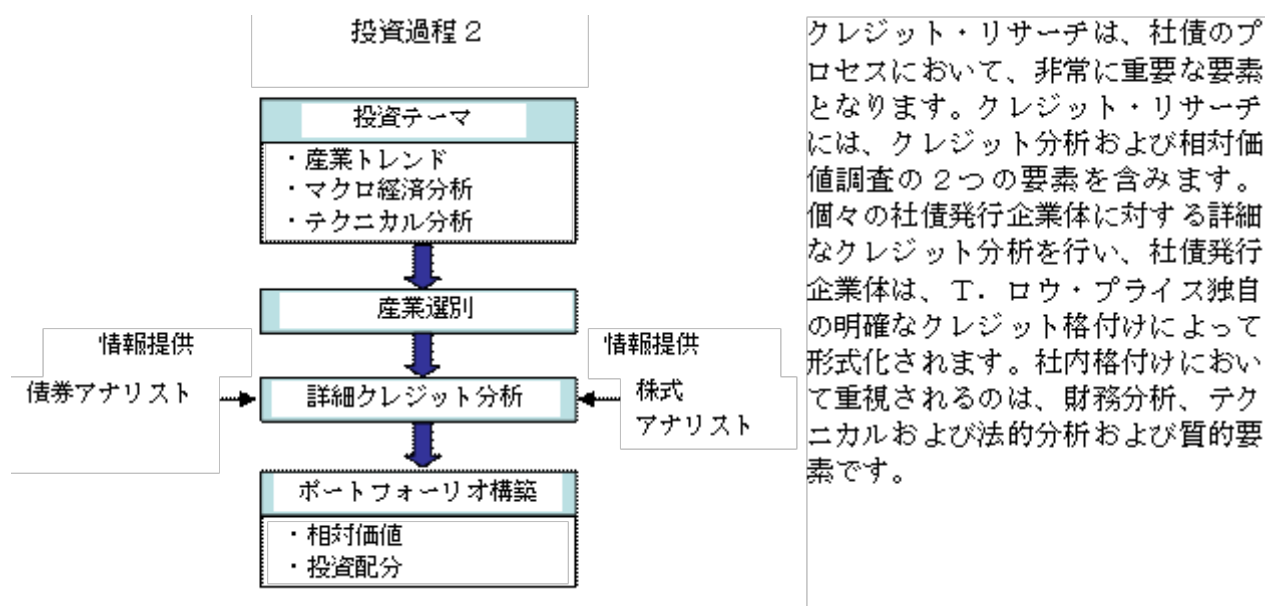 投資過程２
投資テーマ
・産業トレンド
・マクロ経済分析
・テクニカル分析
産業選別
情報提供
債券アナリスト
詳細クレジット分析
情報提供
株式
アナリスト
ポートフォーリオ構築
・相対価値
・投資配分
クレジット・リサーチは、社債のプ
ロセスにおいて、非常に重要な要素
となります。クレジット・リサーチ
には、クレジット分析および相対価
値調査の２つの要素を含みます。
個々の社債発行企業体に対する詳細
なクレジット分析を行い、社債発行
企業体は、Ｔ．ロウ・プライス独自
の明確なクレジット格付けによって
形式化されます。社内格付けにおい
て重視されるのは、財務分析、テク
ニカルおよび法的分析および質的要
素です。